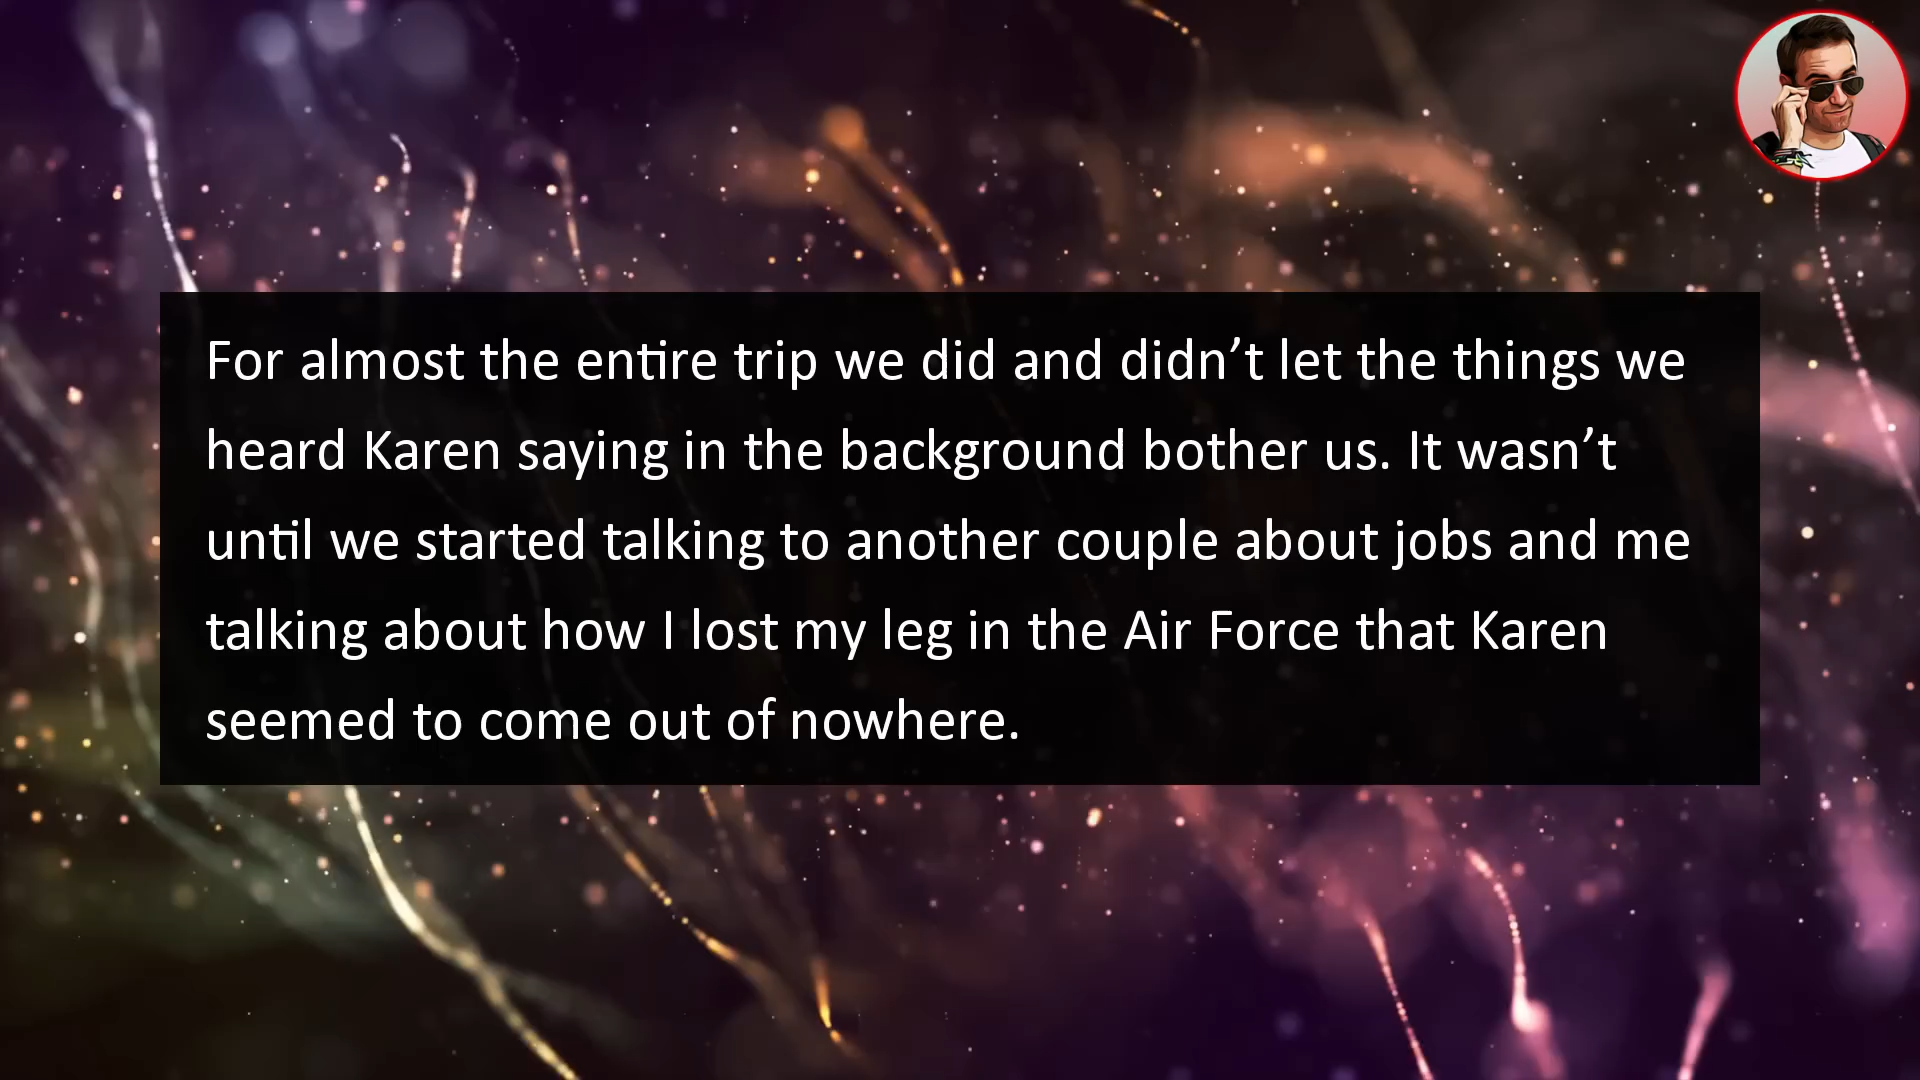 For almost the entire trip we did and didn’t let the things we
heard Karen saying in the background bother us. It wasn’t
until we started talking to another couple about jobs and me
talking about how I lost my leg in the Air Force that Karen
seemed to come out of nowhere.